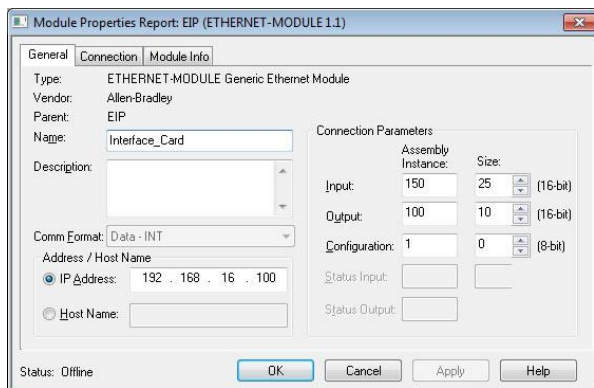 Module Properties Report: EIP (ETHERNET-MODULE 1.1)
General Connection Module Info
Type: ETHERNET-MODULE Generic Ethernet Module
Vendor: Allen-Bradley
Parent: EIP
Name: Interface_Card
Description:
Comm Format: Data - INT
Address / Host Name
IP Address: 192 . 168 . 16 . 100
Host Name:
Connection Parameters
Assembly Instance: Size:
Input: 150 25 (16-bit)
Output: 100 10 (16-bit)
Configuration: 1 0 (8-bit)
Status Input:
Status Output:
Status: Offline
OK Cancel Apply Help